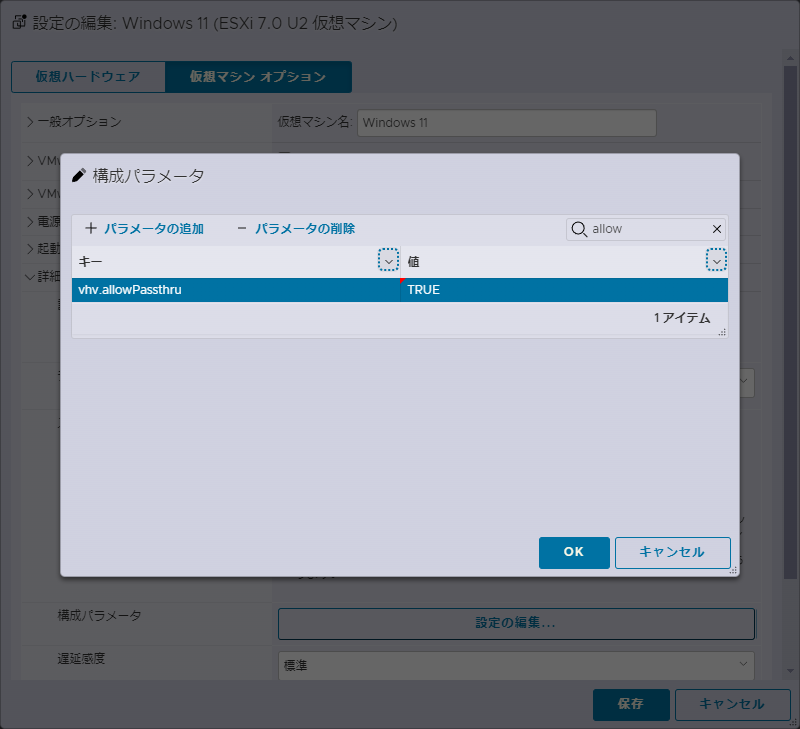 設定の編集: Windows 11 (ESXi 7.0 U2 仮想マシン)
仮想ハードウェア 仮想マシン オプション
一般オプション 仮想マシン名: Windows 11
VMw
VMw
電源
起動
詳細
構成パラメータ
パラメータの追加 パラメータの削除 allow
キー 値
vhv.allowPassthru TRUE
1 アイテム
OK キャンセル
構成パラメータ 設定の編集...
遅延感度 標準
保存 キャンセル